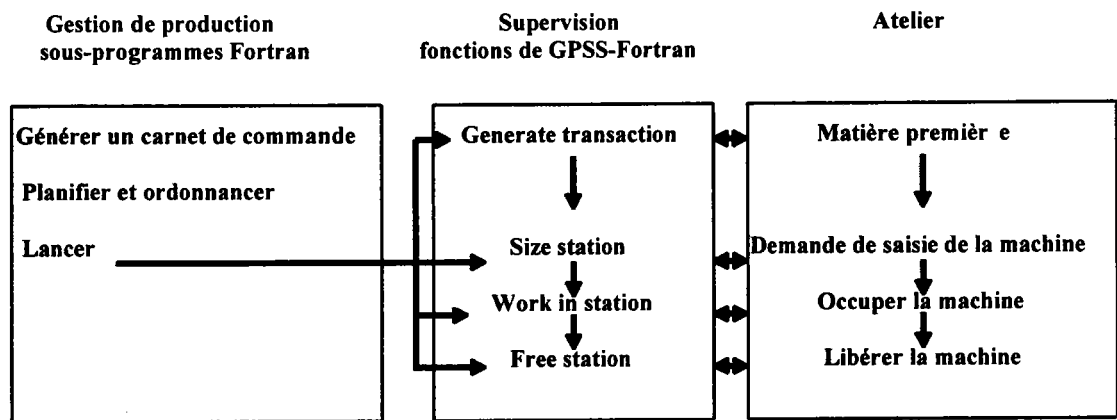 Gestion de production
sous-programmes Fortran
Supervision
fonctions de GPSS-Fortran
Atelier
Générer un carnet de commande
Planifier et ordonnancer
Lancer
Generate transaction
Size station
Work in station
Free station
Matière premièr e
Demande de saisie de la machine
Occuper la machine
Libérer la machine